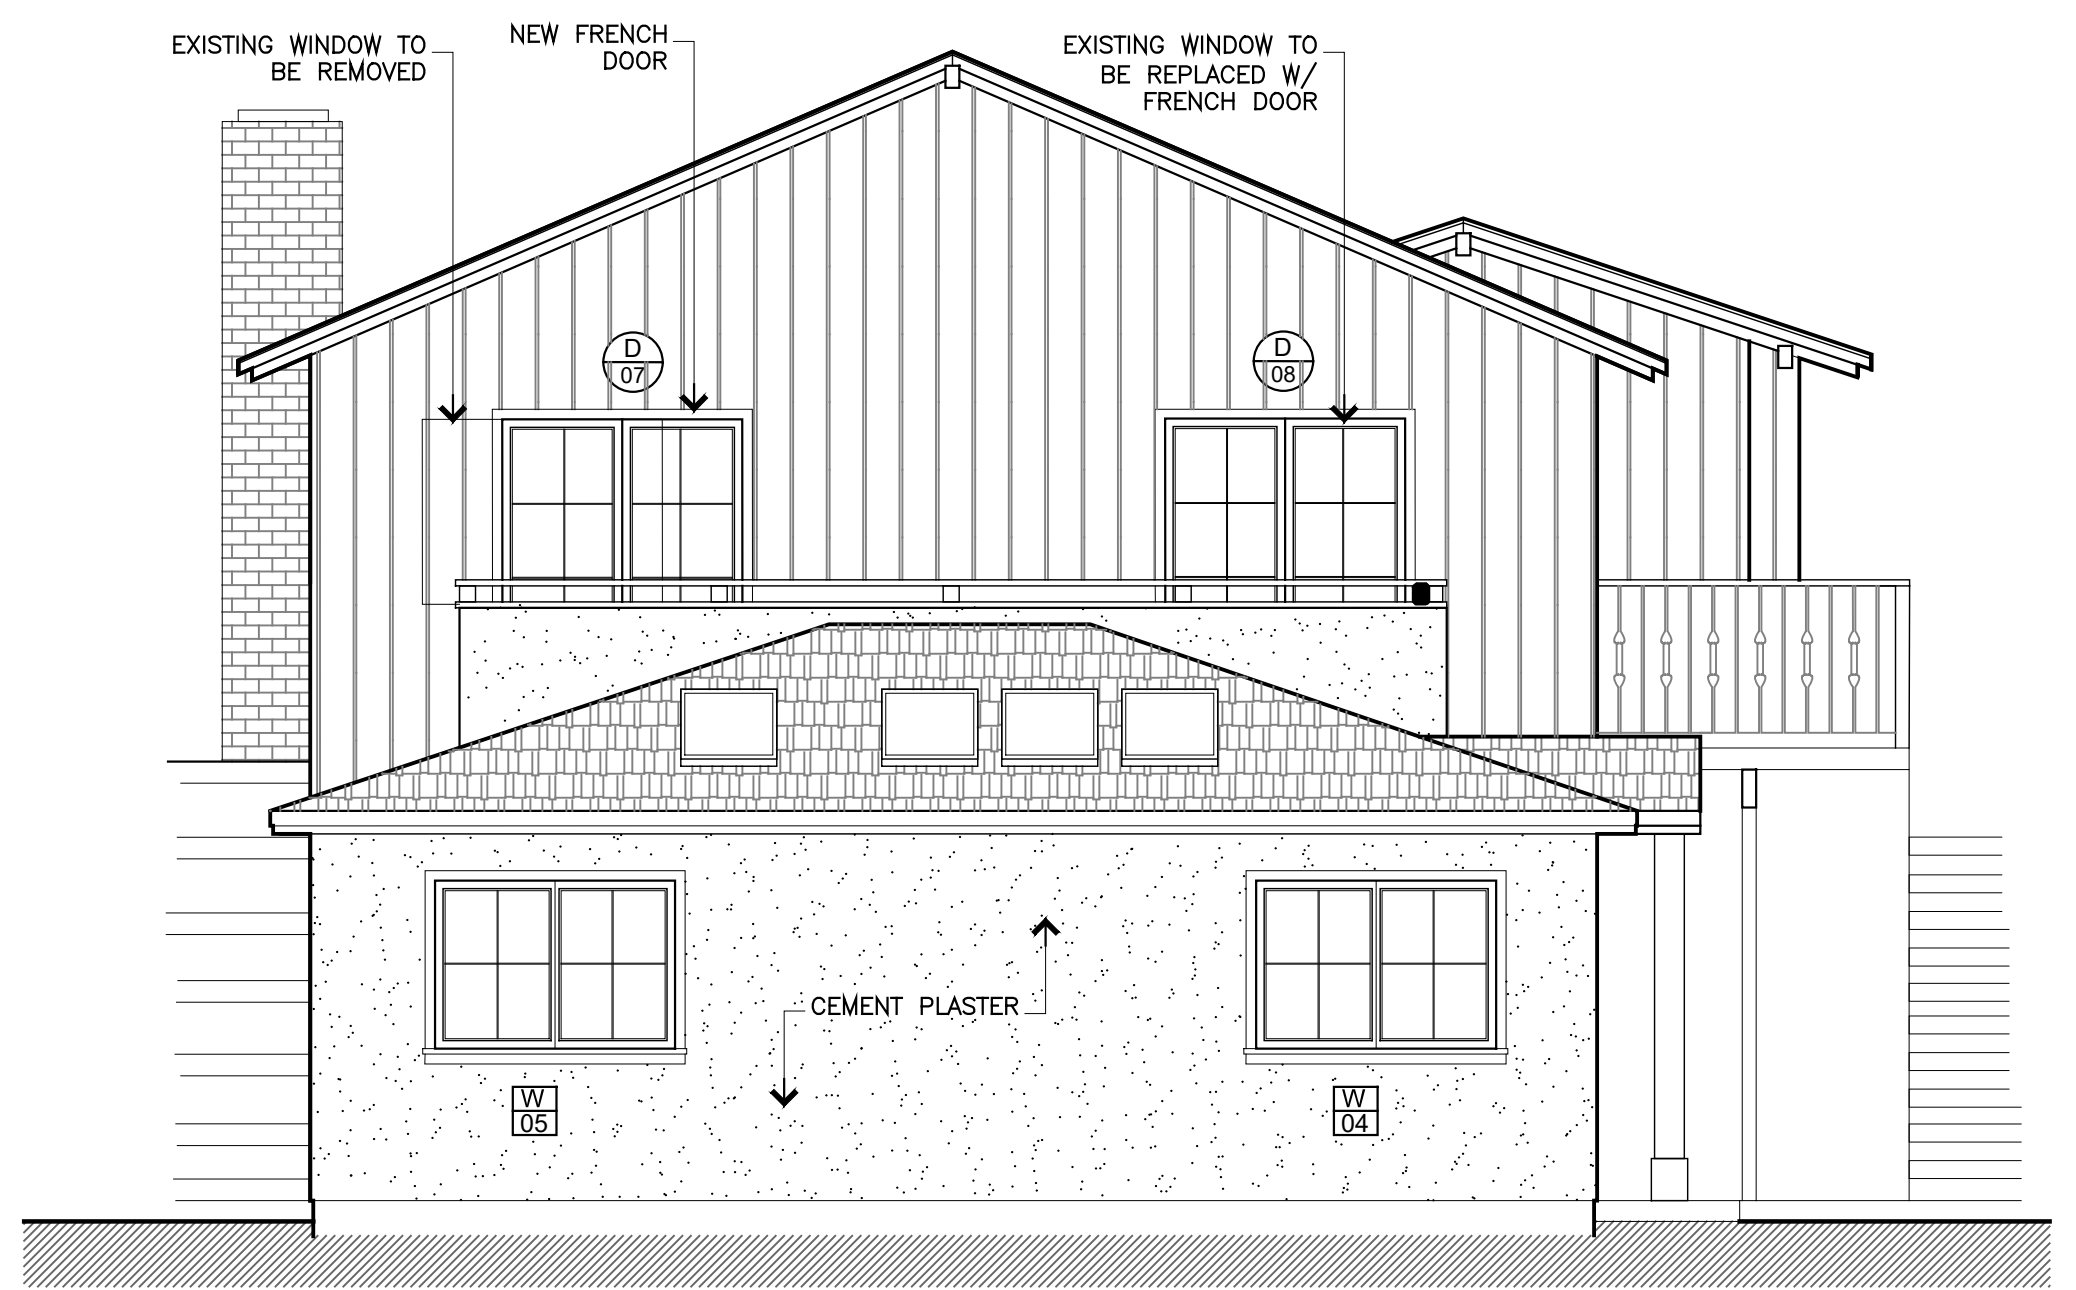 EXISTING WINDOW TO
BE REMOVED
NEW FRENCH
DOOR
EXISTING WINDOW TO
BE REPLACED W/
FRENCH DOOR
D
07
D
08
CEMENT PLASTER
W
05
W
04